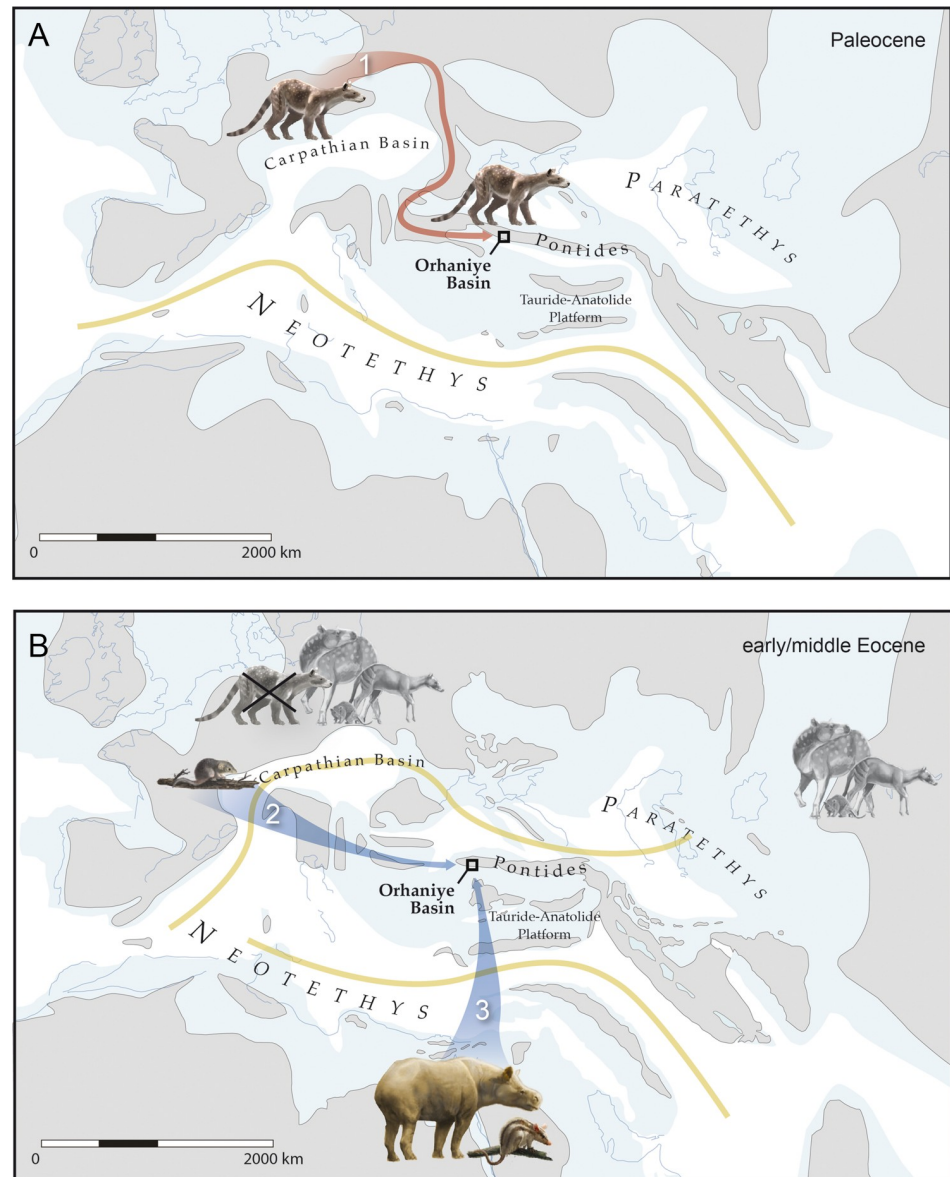 A
Paleocene
1
Carpathian Basin
PARATETHYS
Pontides
Orhaniye
Basin
Tauride-Anatolide
Platform
NEOTETHYS
0 2000 km
B
early/middle Eocene
Carpathian Basin
2
PARATETHYS
Pontides
Orhaniye
Basin
Tauride-Anatolide
Platform
NEOTETHYS
3
0 2000 km